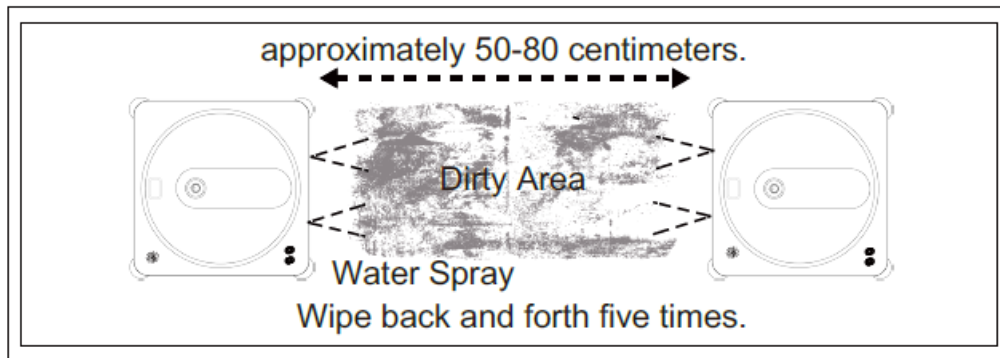 approximately 50-80 centimeters.
Dirty Area
Water Spray
Wipe back and forth five times.